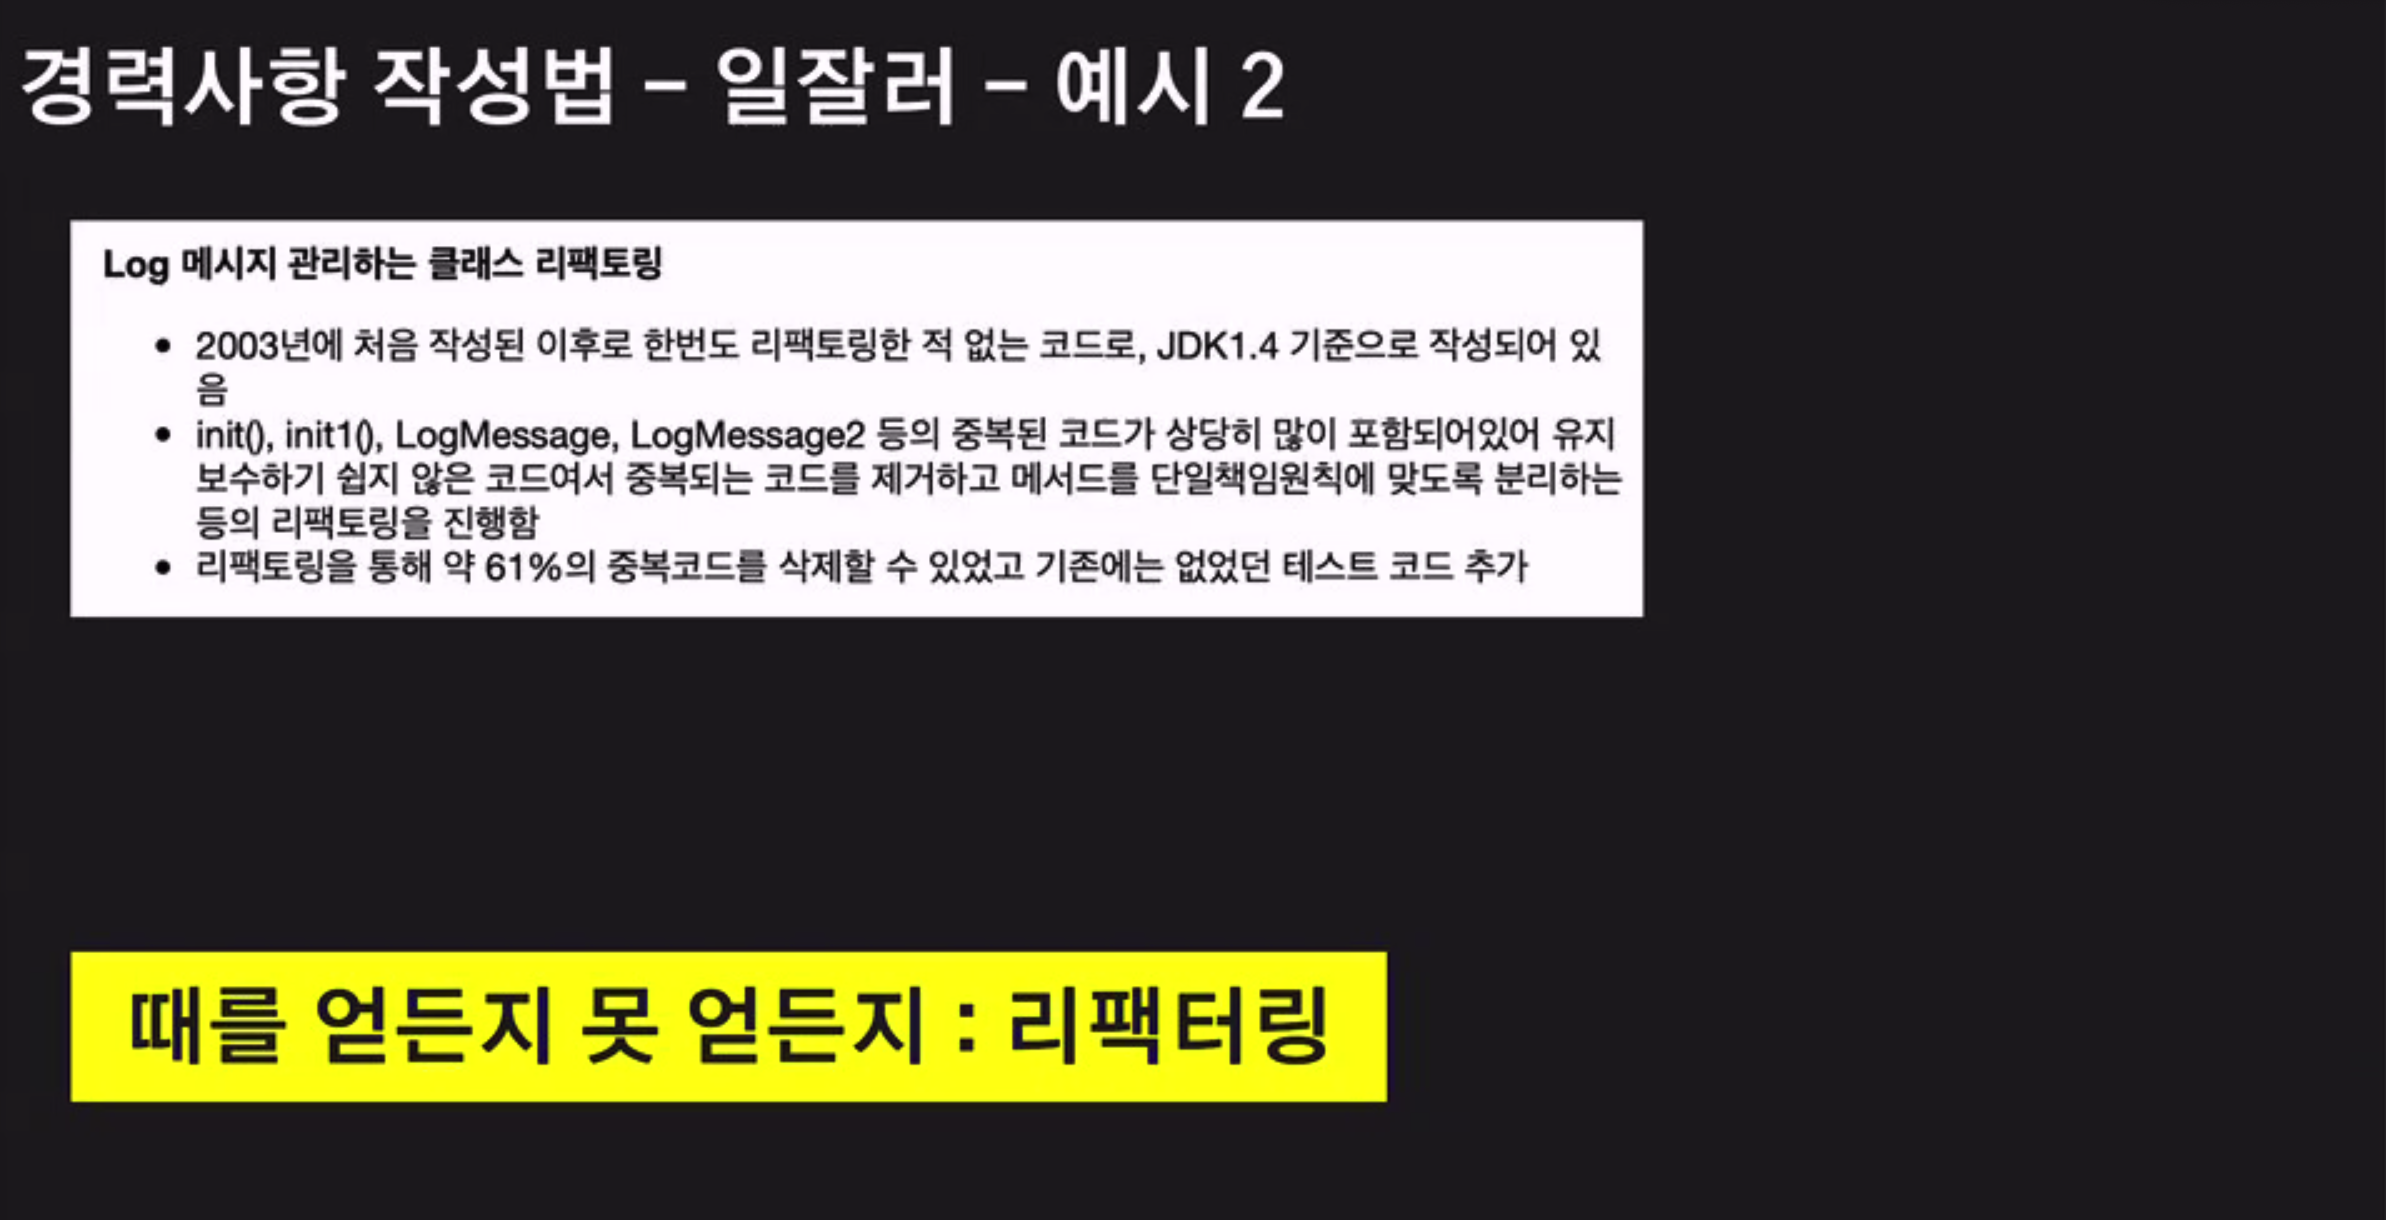 경력사항 작성법 – 일잘러 – 예시 2
Log 메시지 관리하는 클래스 리팩토링
• 2003년에 처음 작성된 이후로 한번도 리팩토링한 적 없는 코드로, JDK1.4 기준으로 작성되어 있
음
• init(), init1(), LogMessage, LogMessage2 등의 중복된 코드가 상당히 많이 포함되어있어 유지
보수하기 쉽지 않은 코드여서 중복되는 코드를 제거하고 메서드를 단일책임원칙에 맞도록 분리하는
등의 리팩토링을 진행함
• 리팩토링을 통해 약 61%의 중복코드를 삭제할 수 있었고 기존에는 없었던 테스트 코드 추가
때를 얻든지 못 얻든지 : 리팩터링